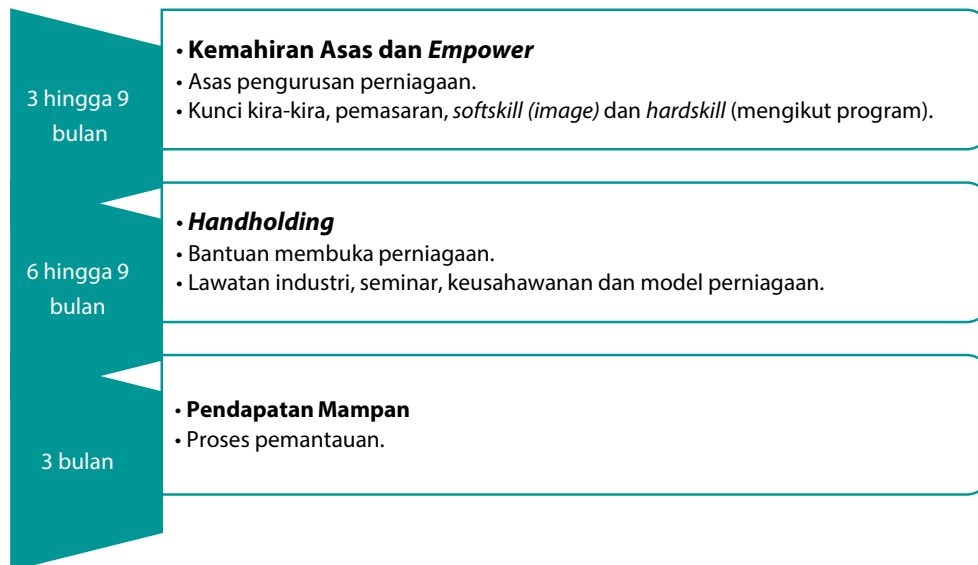 3 hingga 9
bulan
• Kemahiran Asas dan Empower
• Asas pengurusan perniagaan.
• Kunci kira-kira, pemasaran, softskill (image) dan hardskill (mengikut program).
6 hingga 9
bulan
• Handholding
• Bantuan membuka perniagaan.
• Lawatan industri, seminar, keusahawanan dan model perniagaan.
3 bulan
• Pendapatan Mampan
• Proses pemantauan.